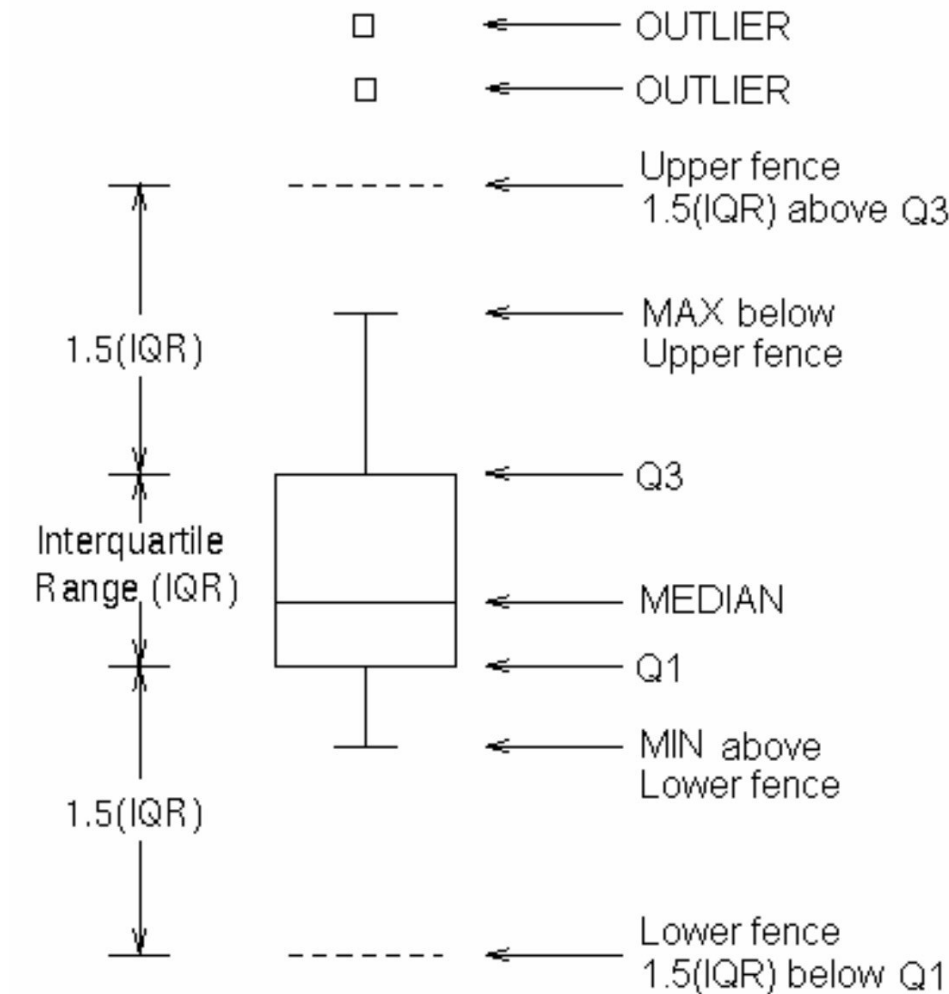 OUTLIER
OUTLIER
Upper fence
1.5(IQR) above Q3
MAX below
Upper fence
1.5(IQR)
Q3
Interquartile
Range (IQR)
MEDIAN
Q1
MIN above
Lower fence
1.5(IQR)
Lower fence
1.5(IQR) below Q1